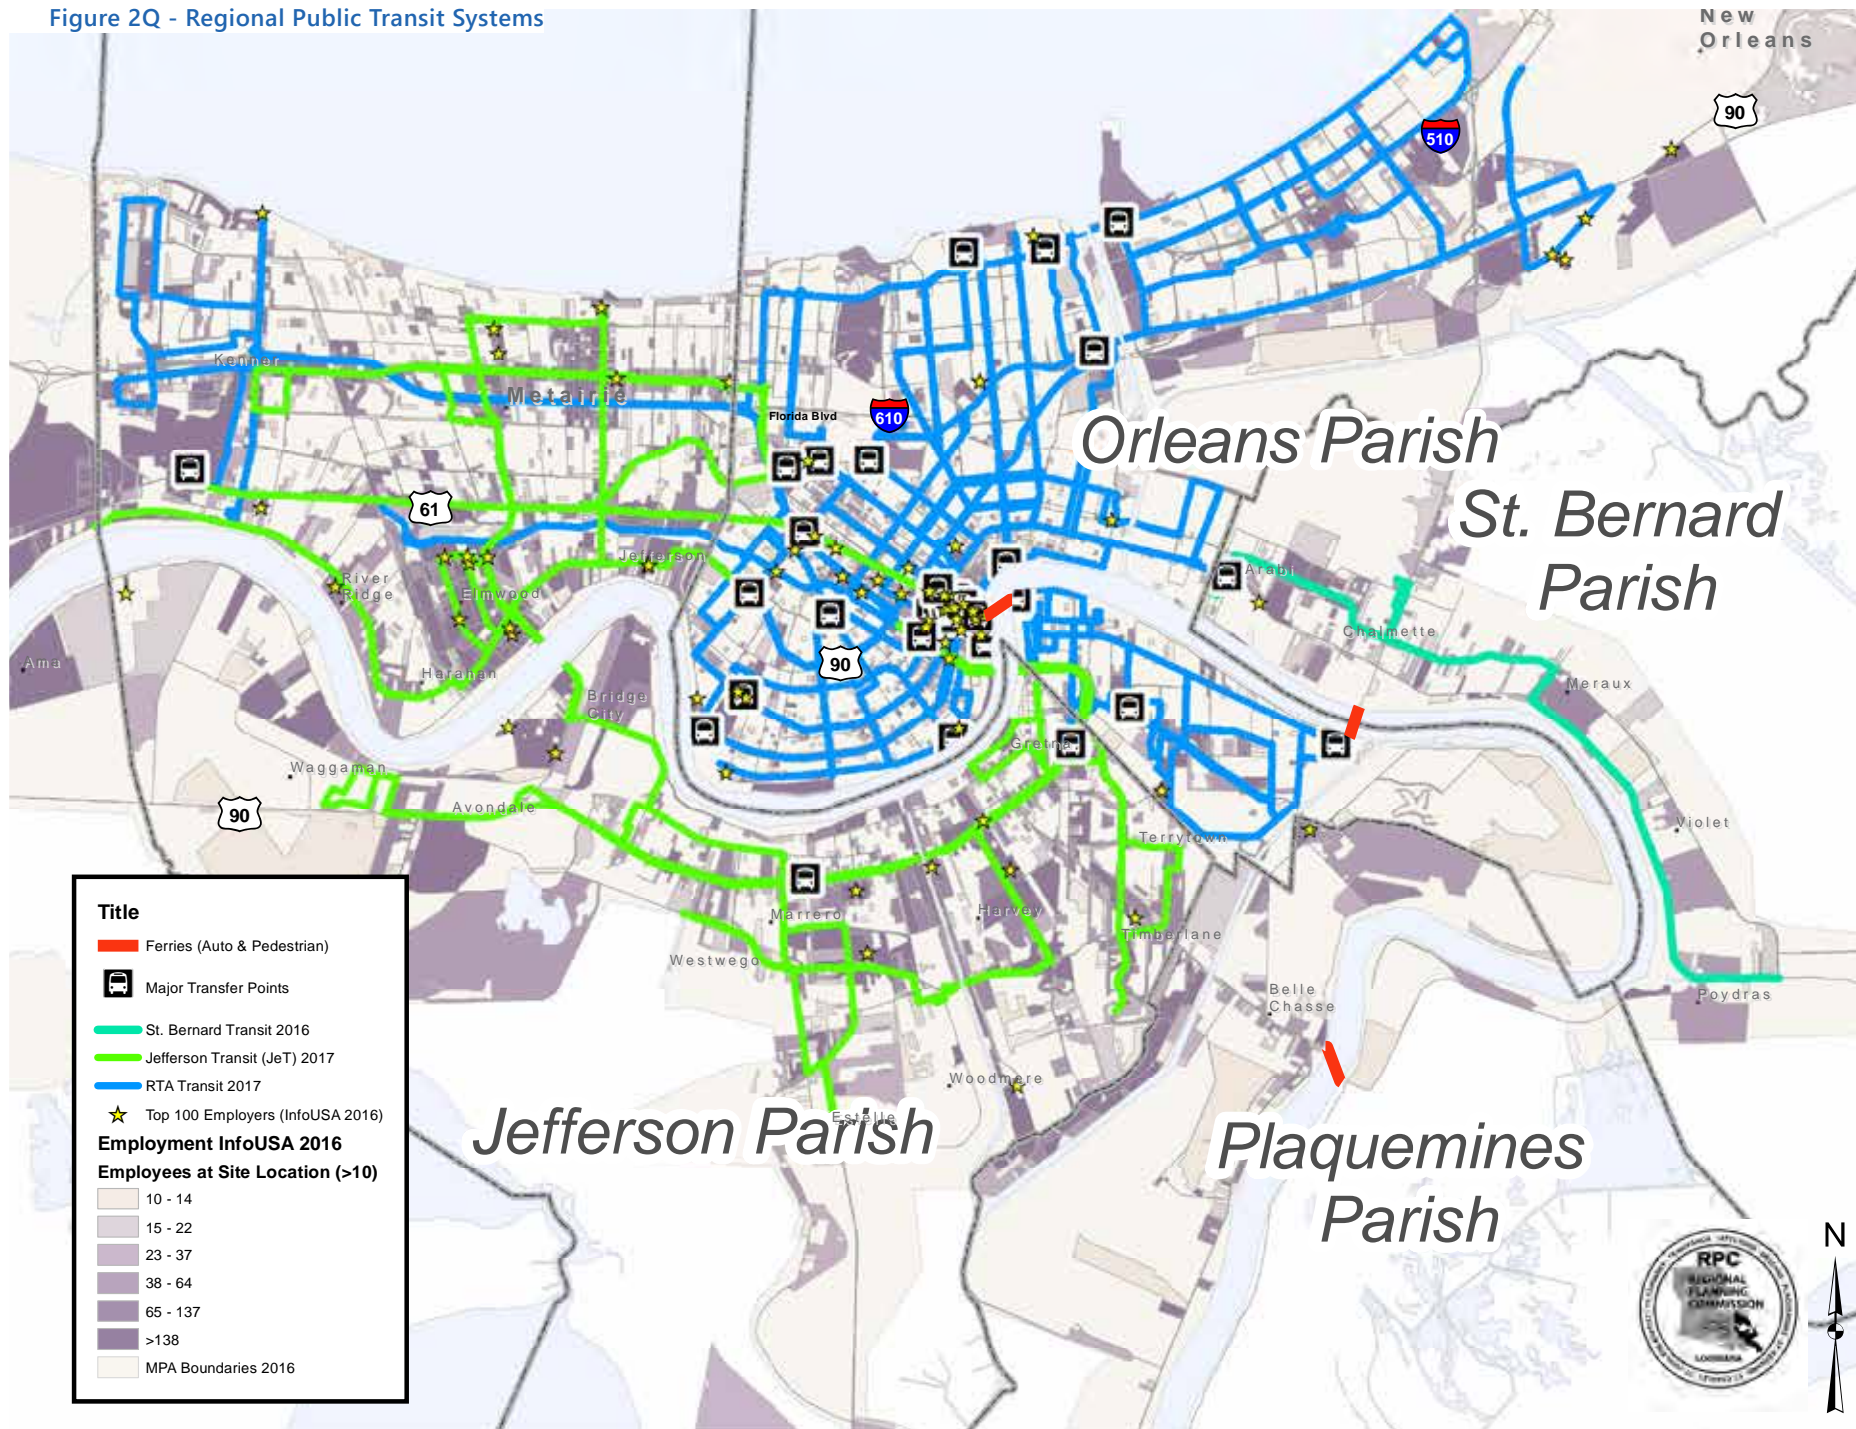 Figure 2Q - Regional Public Transit Systems
New
Orleans
90
510
Kenner
Metairie
Florida Blvd
610
Orleans Parish
St. Bernard
Parish
61
Jefferson
River
Ridge
Elmwood
Arabi
Chalmette
Ama
Harahan
90
Bridge
City
Meraux
Gretna
Waggaman
Avondale
90
Terrytown
Violet
Marrero
Harvey
Timberlane
Westwego
Belle
Chasse
Poydras
Woodmere
Estelle
Jefferson Parish
Plaquemines
Parish
Title
Ferries (Auto & Pedestrian)
Major Transfer Points
St. Bernard Transit 2016
Jefferson Transit (JeT) 2017
RTA Transit 2017
Top 100 Employers (InfoUSA 2016)
Employment InfoUSA 2016
Employees at Site Location (>10)
10 - 14
15 - 22
23 - 37
38 - 64
65 - 137
>138
MPA Boundaries 2016
N
RPC
REGIONAL
PLANNING
COMMISSION
LOUISIANA